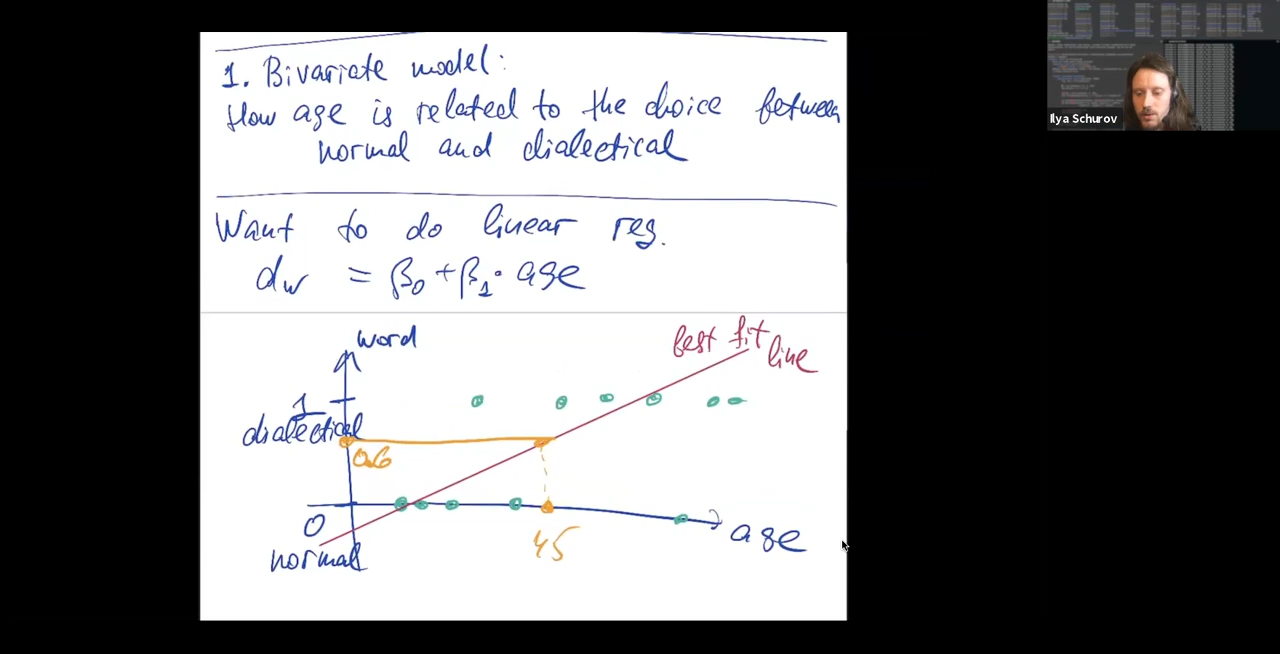 1. Bivariate model:
How age is related to the choice between
normal and dialectical
Want to do linear reg.
dw = β₀ + β₁ · age
word
best fit line
1
dialectical
0.6
0
normal
45
age
Ilya Schurov